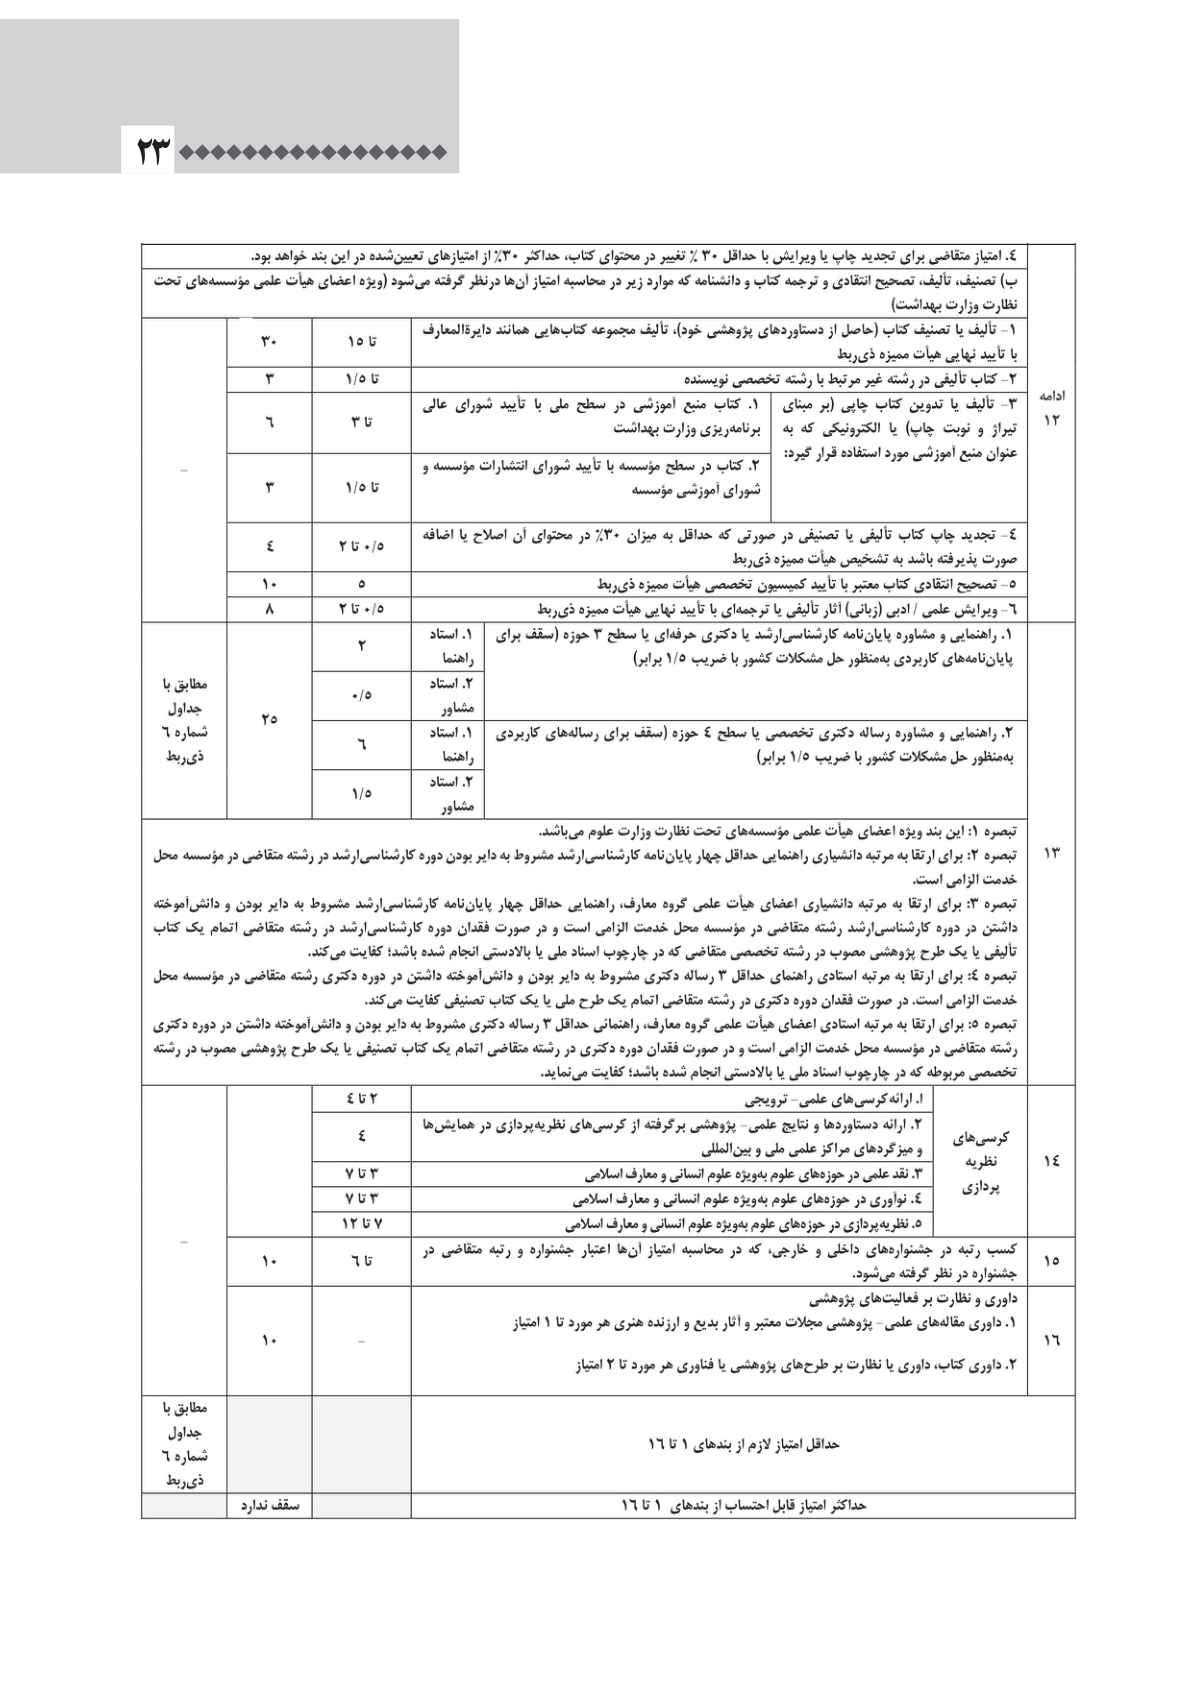 ۲۳
٤. امتیاز متقاضی برای تجدید چاپ یا ویرایش با حداقل ۳۰ % تغییر در محتوای کتاب، حداکثر ۳۰% از امتیازهای تعیین‌شده در این بند خواهد بود.
ب) تصنیف، تألیف، تصحیح انتقادی و ترجمه کتاب و دانشنامه که موارد زیر در محاسبه امتیاز آن‌ها درنظر گرفته می‌شود (ویژه اعضای هیأت علمی مؤسسه‌های تحت
نظارت وزارت بهداشت)
ادامه
۱۲
۱- تألیف یا تصنیف کتاب (حاصل از دستاوردهای پژوهشی خود)، تألیف مجموعه کتاب‌هایی همانند دایرةالمعارف
با تأیید نهایی هیأت ممیزه ذی‌ربط
تا ۱۵
۳۰
–
۲- کتاب تألیفی در رشته غیر مرتبط با رشته تخصصی نویسنده
تا ۱/۵
۳
۳- تألیف یا تدوین کتاب چاپی (بر مبنای
تیراژ و نوبت چاپ) یا الکترونیکی که به
عنوان منبع آموزشی مورد استفاده قرار گیرد:
۱. کتاب منبع آموزشی در سطح ملی با تأیید شورای عالی
برنامه‌ریزی وزارت بهداشت
تا ۳
٦
۲. کتاب در سطح مؤسسه با تأیید شورای انتشارات مؤسسه و
شورای آموزشی مؤسسه
تا ۱/۵
۳
٤- تجدید چاپ کتاب تألیفی یا تصنیفی در صورتی که حداقل به میزان ۳۰% در محتوای آن اصلاح یا اضافه
صورت پذیرفته باشد به تشخیص هیأت ممیزه ذی‌ربط
۰/۵ تا ۲
٤
۵- تصحیح انتقادی کتاب معتبر با تأیید کمیسیون تخصصی هیأت ممیزه ذی‌ربط
۵
۱۰
٦- ویرایش علمی / ادبی (زبانی) آثار تألیفی یا ترجمه‌ای با تأیید نهایی هیأت ممیزه ذی‌ربط
۰/۵ تا ۲
۸
۱۳
۱. راهنمایی و مشاوره پایان‌نامه کارشناسی‌ارشد یا دکتری حرفه‌ای یا سطح ۳ حوزه (سقف برای
پایان‌نامه‌های کاربردی به‌منظور حل مشکلات کشور با ضریب ۱/۵ برابر)
۱. استاد
راهنما
۲
۲. استاد
مشاور
۰/۵
۲. راهنمایی و مشاوره رساله دکتری تخصصی یا سطح ٤ حوزه (سقف برای رساله‌های کاربردی
به‌منظور حل مشکلات کشور با ضریب ۱/۵ برابر)
۱. استاد
راهنما
٦
۲. استاد
مشاور
۱/۵
۲۵
مطابق با
جداول
شماره ٦
ذی‌ربط
تبصره ۱: این بند ویژه اعضای هیأت علمی مؤسسه‌های تحت نظارت وزارت علوم می‌باشد.
تبصره ۲: برای ارتقا به مرتبه دانشیاری راهنمایی حداقل چهار پایان‌نامه کارشناسی‌ارشد مشروط به دایر بودن دوره کارشناسی‌ارشد در رشته متقاضی در مؤسسه محل
خدمت الزامی است.
تبصره ۳: برای ارتقا به مرتبه دانشیاری اعضای هیأت علمی گروه معارف، راهنمایی حداقل چهار پایان‌نامه کارشناسی‌ارشد مشروط به دایر بودن و دانش‌آموخته
داشتن در دوره کارشناسی‌ارشد رشته متقاضی در مؤسسه محل خدمت الزامی است و در صورت فقدان دوره کارشناسی‌ارشد در رشته متقاضی اتمام یک کتاب
تألیفی یا یک طرح پژوهشی مصوب در رشته تخصصی متقاضی که در چارچوب اسناد ملی یا بالادستی انجام شده باشد؛ کفایت می‌کند.
تبصره ٤: برای ارتقا به مرتبه استادی راهنمای حداقل ۳ رساله دکتری مشروط به دایر بودن و دانش‌آموخته داشتن در دوره دکتری رشته متقاضی در مؤسسه محل
خدمت الزامی است. در صورت فقدان دوره دکتری در رشته متقاضی اتمام یک طرح ملی یا یک کتاب تصنیفی کفایت می‌کند.
تبصره ۵: برای ارتقا به مرتبه استادی اعضای هیأت علمی گروه معارف، راهنمائی حداقل ۳ رساله دکتری مشروط به دایر بودن و دانش‌آموخته داشتن در دوره دکتری
رشته متقاضی در مؤسسه محل خدمت الزامی است و در صورت فقدان دوره دکتری در رشته متقاضی اتمام یک کتاب تصنیفی یا یک طرح پژوهشی مصوب در رشته
تخصصی مربوطه که در چارچوب اسناد ملی یا بالادستی انجام شده باشد؛ کفایت می‌نماید.
۱٤
کرسی‌های
نظریه
پردازی
۱. ارائه‌کرسی‌های علمی- ترویجی
۲ تا ٤
۲. ارائه دستاوردها و نتایج علمی- پژوهشی برگرفته از کرسی‌های نظریه‌پردازی در همایش‌ها
و میزگردهای مراکز علمی ملی و بین‌المللی
٤
۳. نقد علمی در حوزه‌های علوم به‌ویژه علوم انسانی و معارف اسلامی
۳ تا ۷
٤. نوآوری در حوزه‌های علوم به‌ویژه علوم انسانی و معارف اسلامی
۳ تا ۷
۵. نظریه‌پردازی در حوزه‌های علوم به‌ویژه علوم انسانی و معارف اسلامی
۷ تا ۱۲
–
۱۵
کسب رتبه در جشنواره‌های داخلی و خارجی، که در محاسبه امتیاز آن‌ها اعتبار جشنواره و رتبه متقاضی در
جشنواره در نظر گرفته می‌شود.
تا ٦
۱۰
۱٦
داوری و نظارت بر فعالیت‌های پژوهشی
۱. داوری مقاله‌های علمی- پژوهشی مجلات معتبر و آثار بدیع و ارزنده هنری هر مورد تا ۱ امتیاز
۲. داوری کتاب، داوری یا نظارت بر طرح‌های پژوهشی یا فناوری هر مورد تا ۲ امتیاز
–
۱۰
حداقل امتیاز لازم از بندهای ۱ تا ۱٦
مطابق با
جداول
شماره ٦
ذی‌ربط
حداکثر امتیاز قابل احتساب از بندهای ۱ تا ۱٦
سقف ندارد